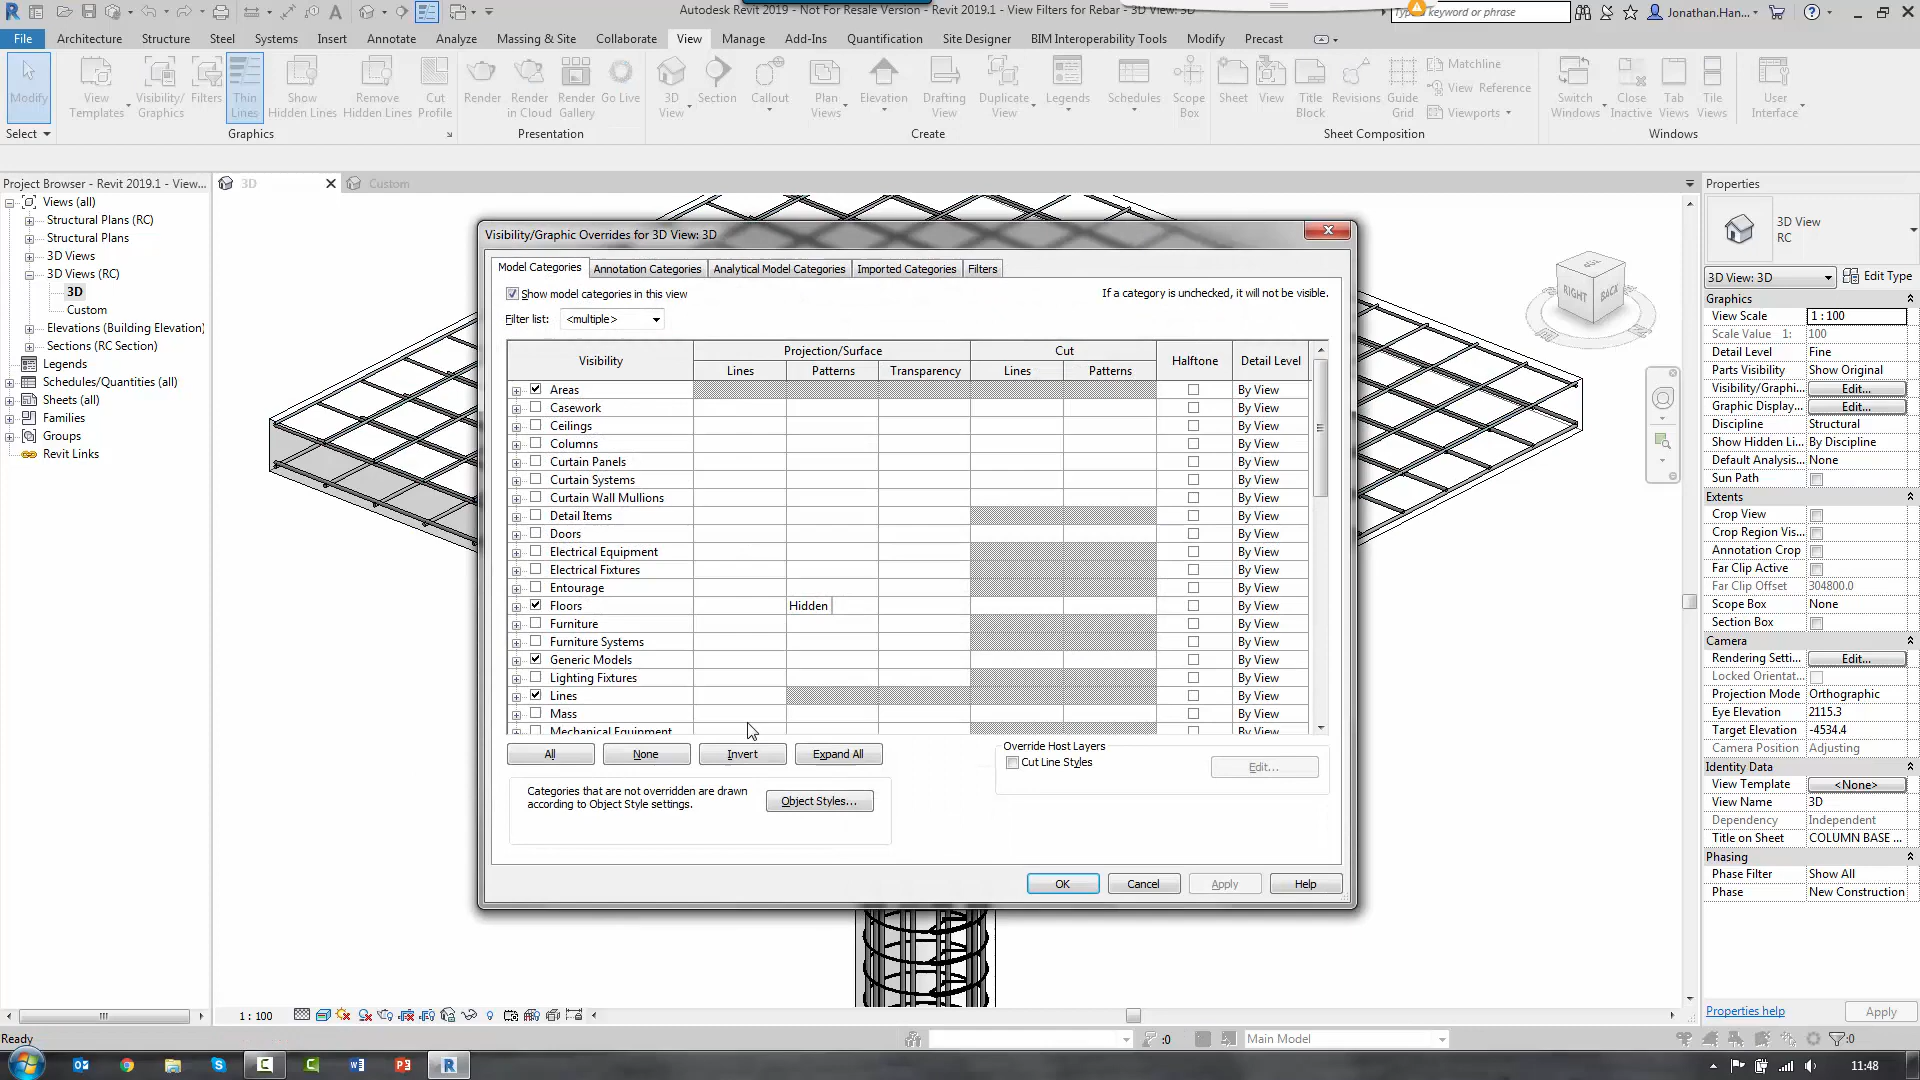 Autodesk Revit 2019 - Not For Resale Version - Revit 2019.1 - View Filters for Rebar - 3D View: 3D
keyword or phrase
Jonathan.Han...
File Architecture Structure Steel Systems Insert Annotate Analyze Massing & Site Collaborate View Manage Add-Ins Quantification Site Designer BIM Interoperability Tools Modify Precast
Modify
View Templates
Visibility/ Graphics
Filters
Thin Lines
Show Hidden Lines
Remove Hidden Lines
Cut Profile
Render
Render in Cloud
Render Gallery
Go Live
3D View
Section
Callout
Plan Views
Elevation
Drafting View
Duplicate View
Legends
Schedules
Scope Box
Sheet
View
Title Block
Revisions
Guide Grid
Matchline
View Reference
Viewports
Switch Windows
Close Inactive
Tab Views
Tile Views
User Interface
Select Graphics Presentation Create Sheet Composition Windows
Project Browser - Revit 2019.1 - View...
Views (all)
Structural Plans (RC)
Structural Plans
3D Views
3D Views (RC)
3D
Custom
Elevations (Building Elevation)
Sections (RC Section)
Legends
Schedules/Quantities (all)
Sheets (all)
Families
Groups
Revit Links
3D
Custom
RIGHT BACK
Visibility/Graphic Overrides for 3D View: 3D
Model Categories Annotation Categories Analytical Model Categories Imported Categories Filters
Show model categories in this view
If a category is unchecked, it will not be visible.
Filter list: <multiple>
Visibility Projection/Surface Cut Halftone Detail Level
Lines Patterns Transparency Lines Patterns
Areas By View
Casework By View
Ceilings By View
Columns By View
Curtain Panels By View
Curtain Systems By View
Curtain Wall Mullions By View
Detail Items By View
Doors By View
Electrical Equipment By View
Electrical Fixtures By View
Entourage By View
Floors Hidden By View
Furniture By View
Furniture Systems By View
Generic Models By View
Lighting Fixtures By View
Lines By View
Mass By View
Mechanical Equipment By View
All None Invert Expand All
Override Host Layers
Cut Line Styles
Edit...
Categories that are not overridden are drawn
according to Object Style settings.
Object Styles...
OK Cancel Apply Help
Properties
3D View
RC
3D View: 3D Edit Type
Graphics
View Scale 1 : 100
Scale Value 1: 100
Detail Level Fine
Parts Visibility Show Original
Visibility/Graphi... Edit...
Graphic Display... Edit...
Discipline Structural
Show Hidden Li... By Discipline
Default Analysis... None
Sun Path
Extents
Crop View
Crop Region Vis...
Annotation Crop
Far Clip Active
Far Clip Offset 304800.0
Scope Box None
Section Box
Camera
Rendering Setti... Edit...
Locked Orientat...
Projection Mode Orthographic
Eye Elevation 2115.3
Target Elevation -4534.4
Camera Position Adjusting
Identity Data
View Template <None>
View Name 3D
Dependency Independent
Title on Sheet COLUMN BASE ...
Phasing
Phase Filter Show All
Phase New Construction
Properties help Apply
1 : 100
Ready
:0
Main Model
:0
11:48